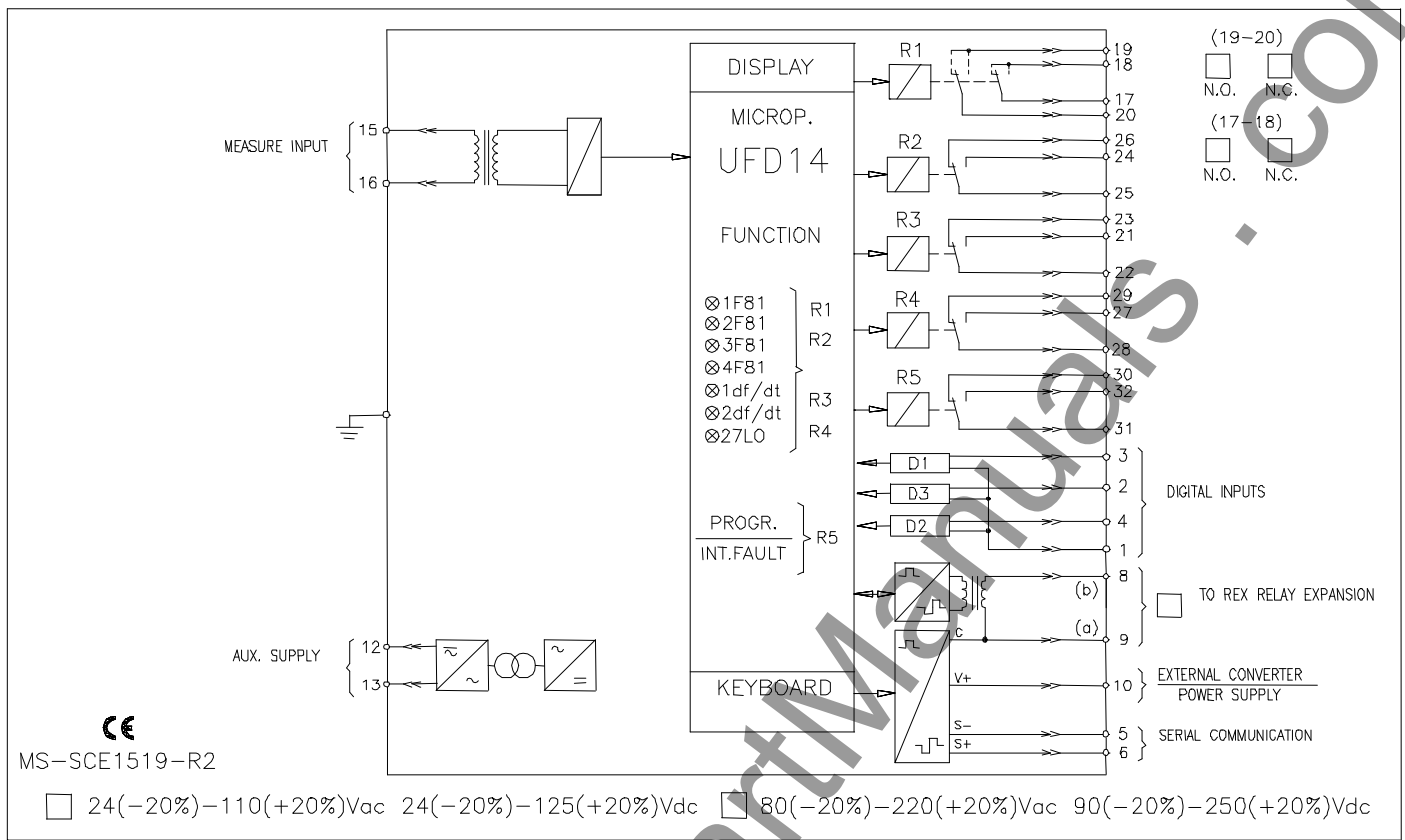 DISPLAY
MICROP.
UFD14
FUNCTION
⊗1F81
⊗2F81
⊗3F81
⊗4F81
⊗1df/dt
⊗2df/dt
⊗27LO
R1
R2
R3
R4
PROGR.
INT.FAULT
R5
KEYBOARD
MEASURE INPUT
15
16
AUX. SUPPLY
12
13
R1
19
18
17
20
R2
26
24
25
R3
23
21
22
R4
29
27
28
R5
30
32
31
D1
3
D3
2
D2
4
1
DIGITAL INPUTS
8
(b)
(a)
9
TO REX RELAY EXPANSION
C
V+
10
EXTERNAL CONVERTER
POWER SUPPLY
S-
5
S+
6
SERIAL COMMUNICATION
(19-20)
N.O. N.C.
(17-18)
N.O. N.C.
CE
MS-SCE1519-R2
24(-20%)-110(+20%)Vac 24(-20%)-125(+20%)Vdc 80(-20%)-220(+20%)Vac 90(-20%)-250(+20%)Vdc
artManuals.co